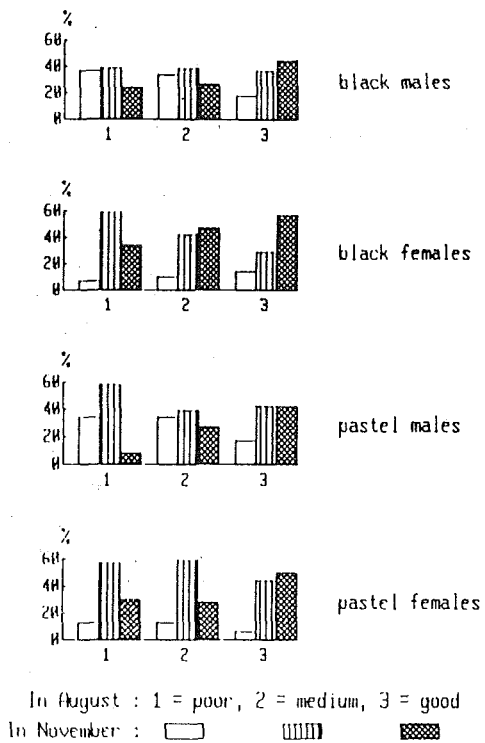 %
60
40
20
0
1 2 3
black males
%
60
40
20
0
1 2 3
black females
%
60
40
20
0
1 2 3
pastel males
%
60
40
20
0
1 2 3
pastel females
In August : 1 = poor, 2 = medium, 3 = good
In November :